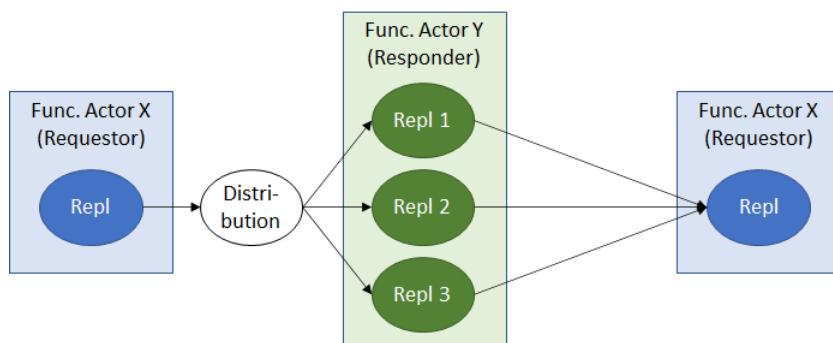 Func. Actor X
(Requestor)
Repl
Distri-
bution
Func. Actor Y
(Responder)
Repl 1
Repl 2
Repl 3
Func. Actor X
(Requestor)
Repl